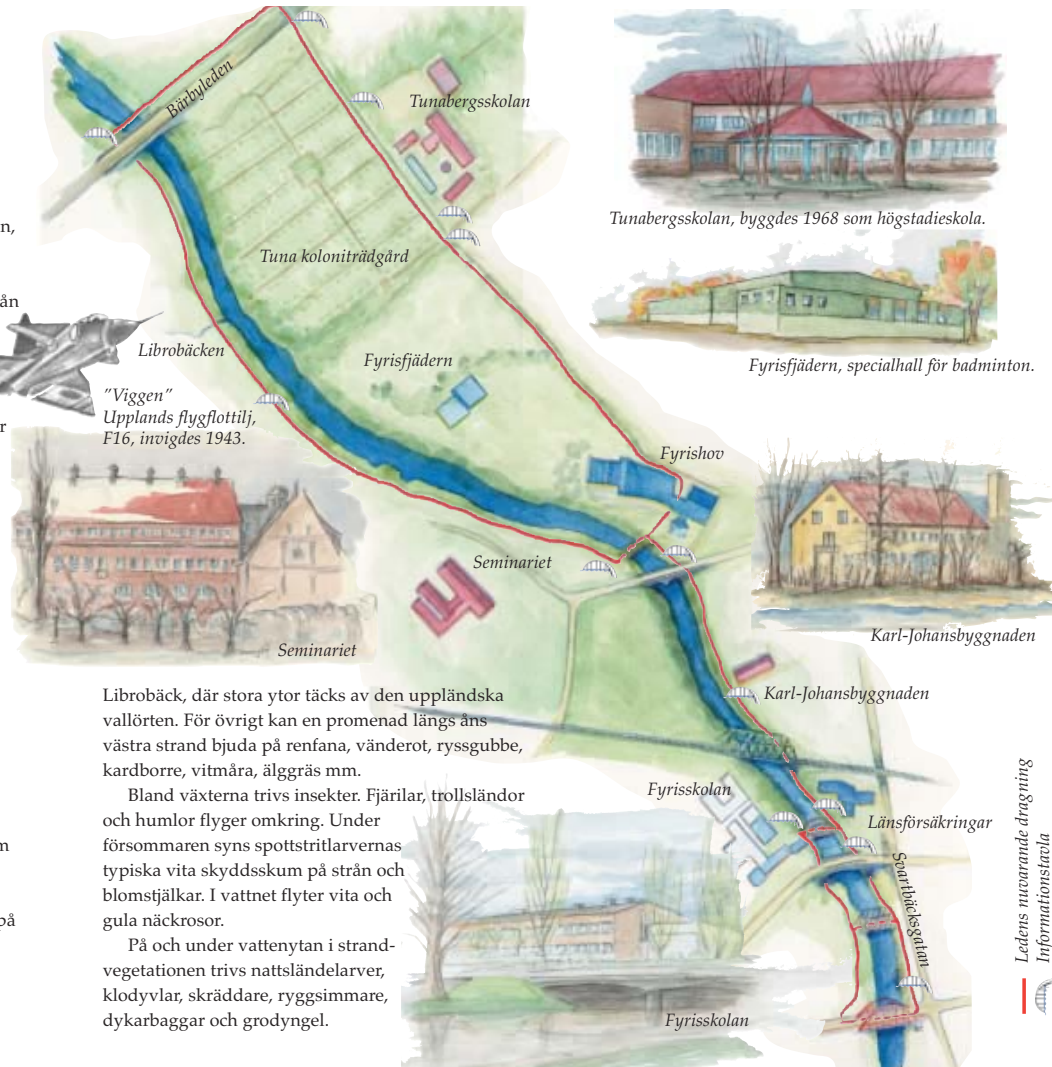 Bärbyleden
Tunabergsskolan
Tunabergsskolan, byggdes 1968 som högstadieskola.
n,
Tuna koloniträdgård
ån
Librobäcken
Fyrisfjädern
Fyrisfjädern, specialhall för badminton.
"Viggen"
Upplands flygflottilj,
F16, invigdes 1943.
r
Fyrishov
Seminariet
Seminariet
Karl-Johansbyggnaden
Karl-Johansbyggnaden
Librobäck, där stora ytor täcks av den uppländska
vallörten. För övrigt kan en promenad längs åns
västra strand bjuda på renfana, vänderot, ryssgubbe,
kardborre, vitmåra, älggräs mm.
Bland växterna trivs insekter. Fjärilar, trollsländor
och humlor flyger omkring. Under
försommaren syns spottstritlarvernas
typiska vita skyddsskum på strån och
blomstjälkar. I vattnet flyter vita och
gula näckrosor.
På och under vattenytan i strand-
vegetationen trivs nattsländelarver,
klodyvlar, skräddare, ryggsimmare,
dykarbaggar och grodyngel.
m
på
Fyrisskolan
Länsförsäkringar
Svartbäcksgatan
Fyrisskolan
Ledens nuvarande dragning
Informationstavla